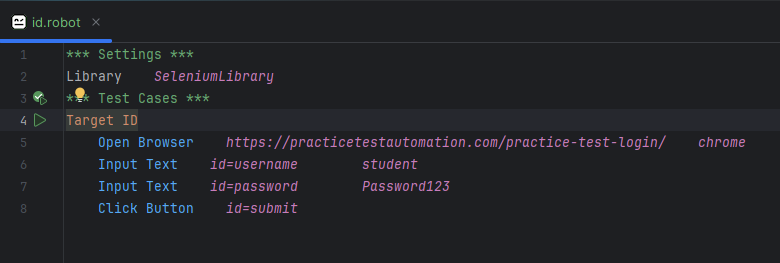 id.robot
1 *** Settings ***
2 Library    SeleniumLibrary
3 *** Test Cases ***
4 Target ID
5     Open Browser    https://practicetestautomation.com/practice-test-login/    chrome
6     Input Text    id=username        student
7     Input Text    id=password        Password123
8     Click Button    id=submit